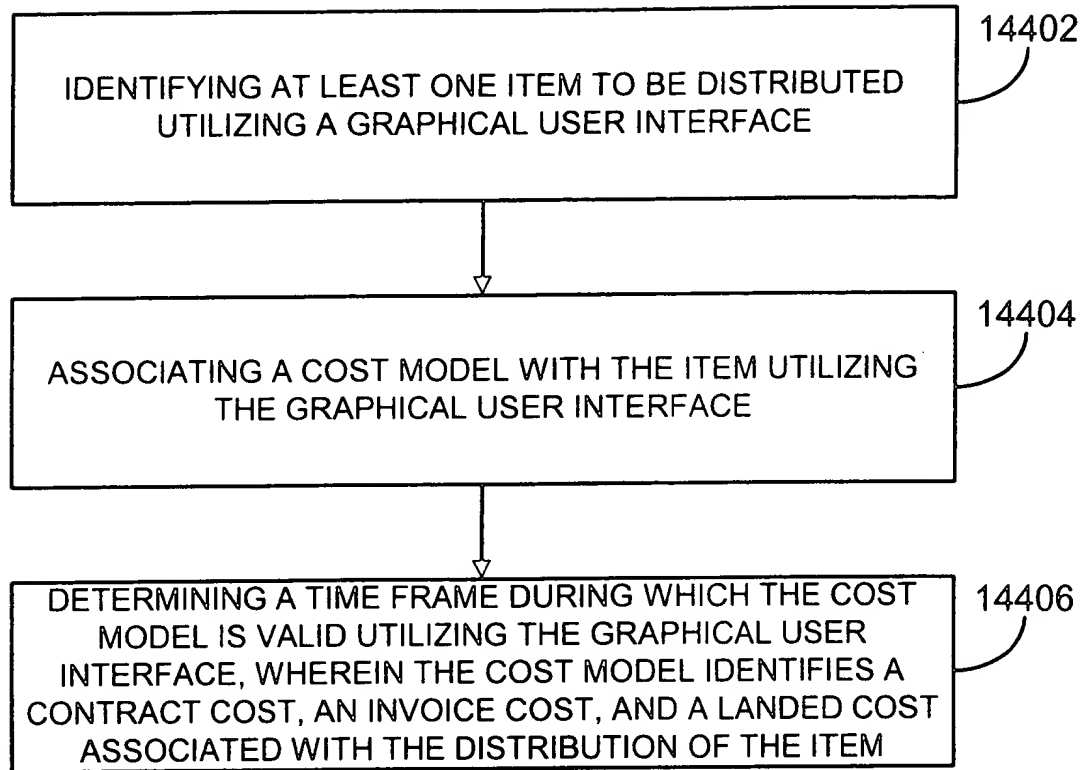 14402
IDENTIFYING AT LEAST ONE ITEM TO BE DISTRIBUTED
UTILIZING A GRAPHICAL USER INTERFACE
14404
ASSOCIATING A COST MODEL WITH THE ITEM UTILIZING
THE GRAPHICAL USER INTERFACE
14406
DETERMINING A TIME FRAME DURING WHICH THE COST
MODEL IS VALID UTILIZING THE GRAPHICAL USER
INTERFACE, WHEREIN THE COST MODEL IDENTIFIES A
CONTRACT COST, AN INVOICE COST, AND A LANDED COST
ASSOCIATED WITH THE DISTRIBUTION OF THE ITEM